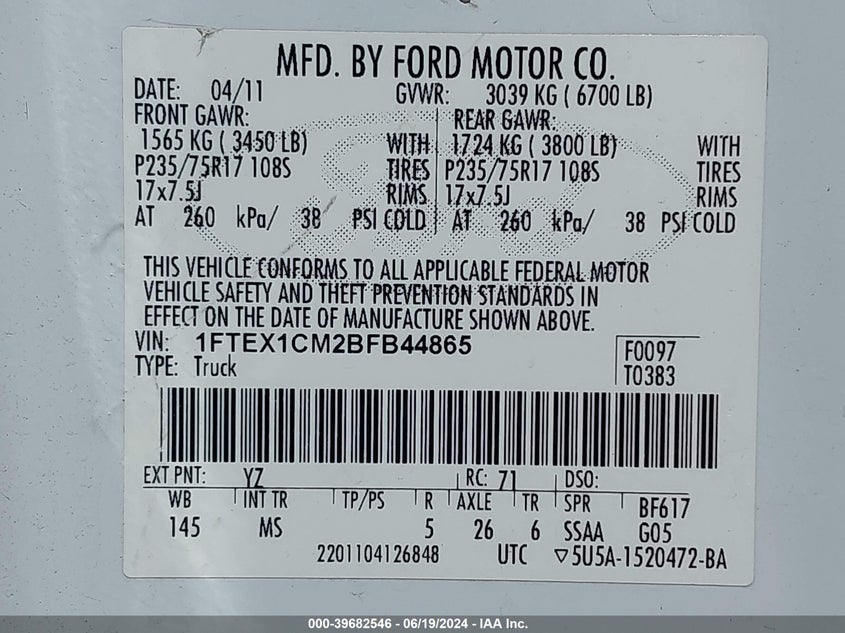 MFD. BY FORD MOTOR CO.
DATE: 04/11 GVWR: 3039 KG ( 6700 LB)
FRONT GAWR: REAR GAWR:
1565 KG ( 3450 LB) WITH 1724 KG ( 3800 LB) WITH
P235/75R17 108S TIRES P235/75R17 108S TIRES
17x7.5J RIMS 17x7.5J RIMS
AT 260 kPa/ 38 PSI COLD AT 260 kPa/ 38 PSI COLD
THIS VEHICLE CONFORMS TO ALL APPLICABLE FEDERAL MOTOR
VEHICLE SAFETY AND THEFT PREVENTION STANDARDS IN
EFFECT ON THE DATE OF MANUFACTURE SHOWN ABOVE.
VIN: 1FTEX1CM2BFB44865 F0097
TYPE: Truck T0383
EXT PNT: YZ RC: 71 DSO:
WB INT TR TP/PS R AXLE TR SPR BF617
145 MS 5 26 6 SSAA G05
2201104126848 UTC ▽5U5A-1520472-BA
000-39682546 - 06/19/2024 - IAA Inc.